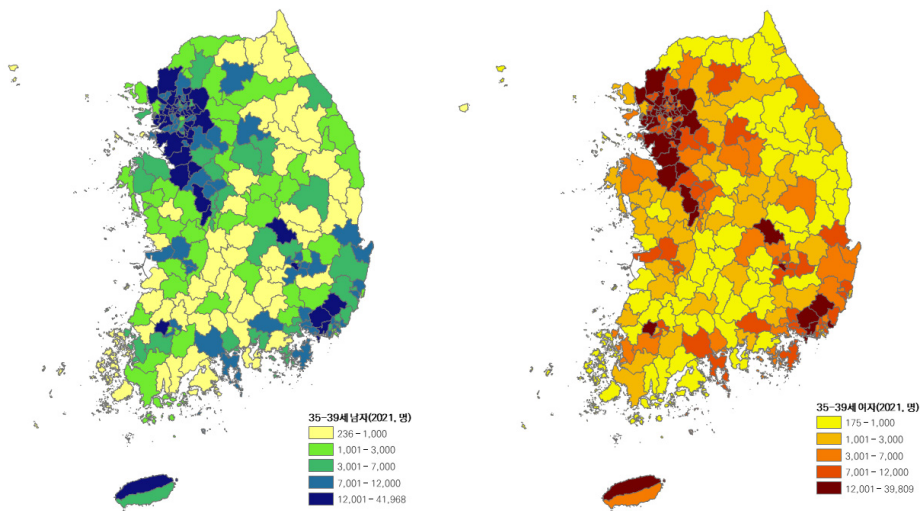 35-39세 남자(2021, 명)
236 - 1,000
1,001 - 3,000
3,001 - 7,000
7,001 - 12,000
12,001 - 41,968
35-39세 여자(2021, 명)
175 - 1,000
1,001 - 3,000
3,001 - 7,000
7,001 - 12,000
12,001 - 39,809